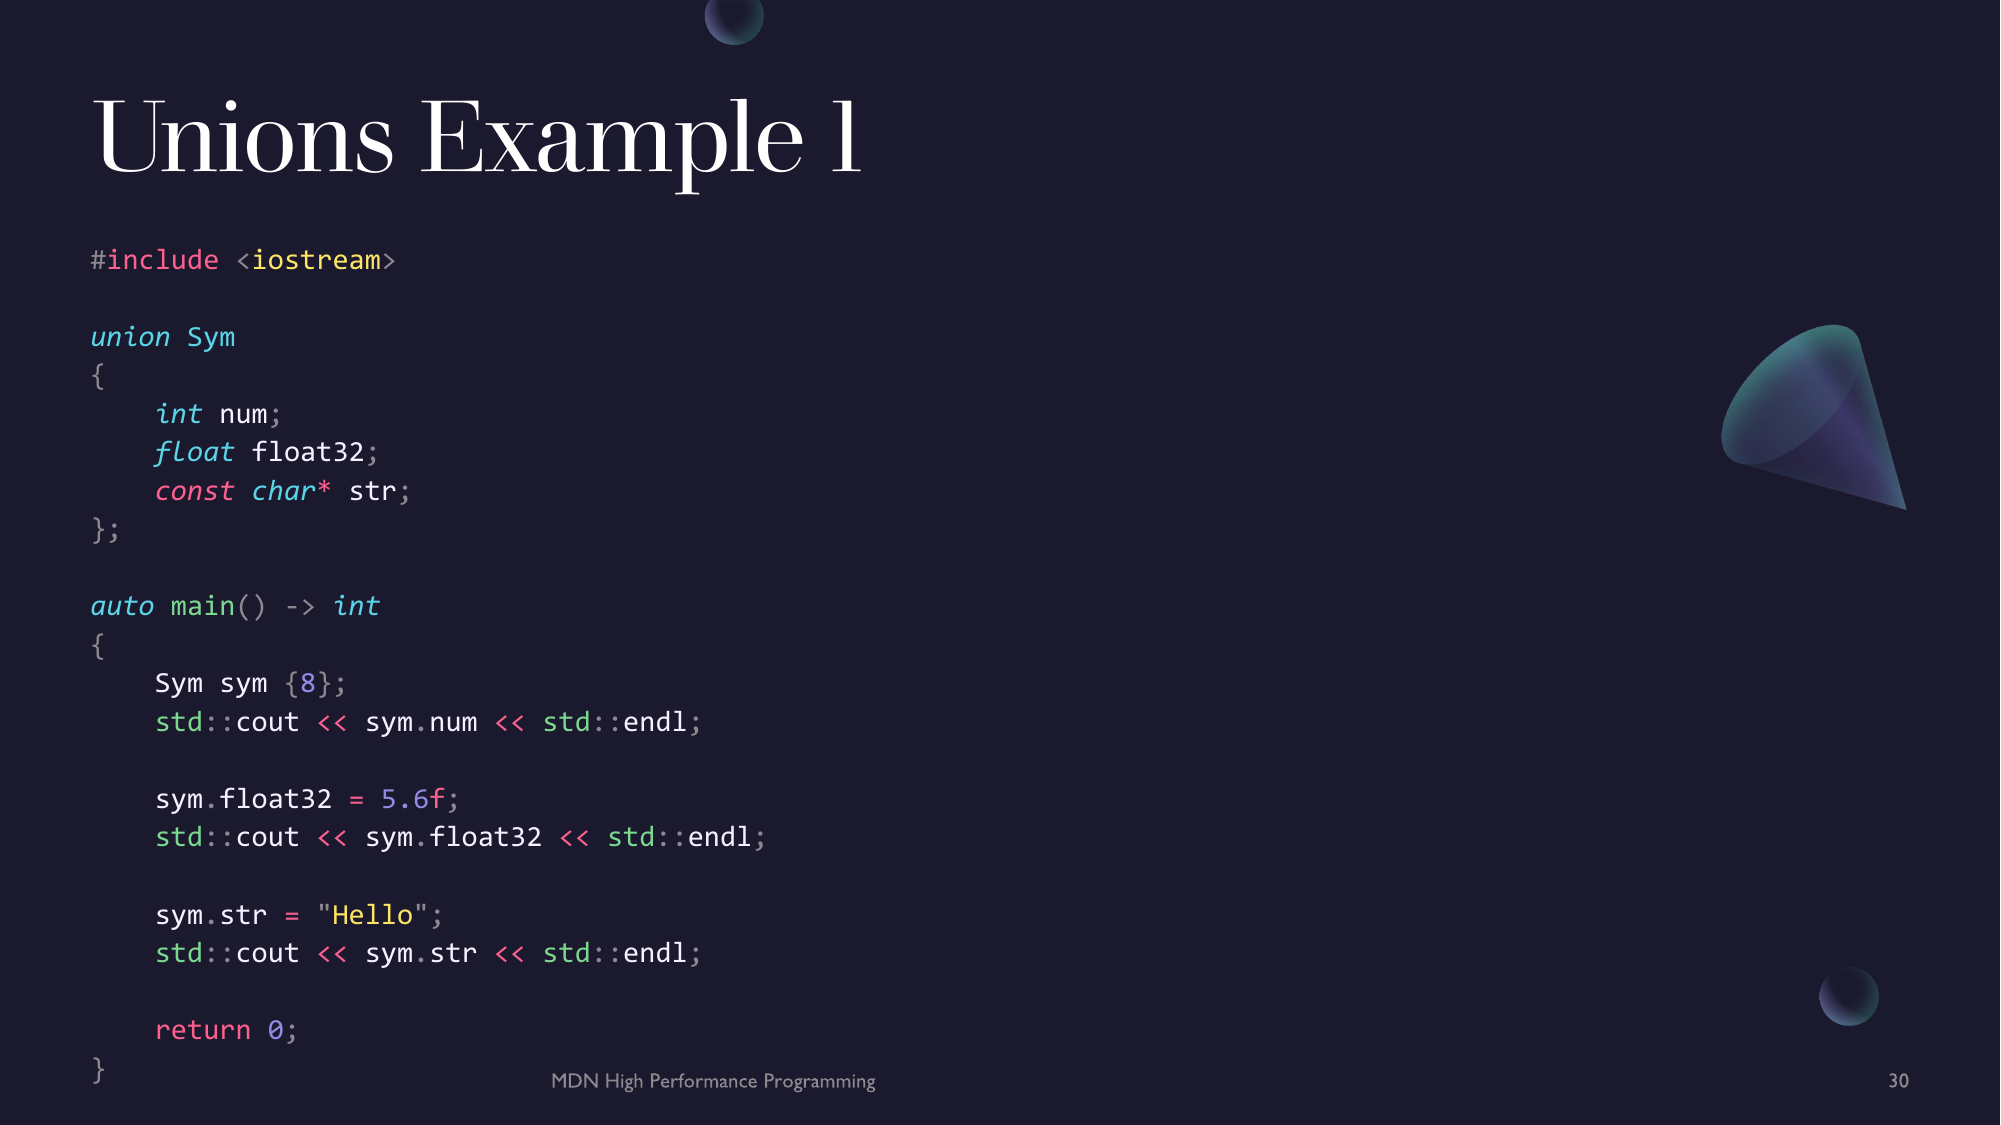 Unions Example 1
#include <iostream>
union Sym
{
    int num;
    float float32;
    const char* str;
};
auto main() -> int
{
    Sym sym {8};
    std::cout << sym.num << std::endl;
    sym.float32 = 5.6f;
    std::cout << sym.float32 << std::endl;
    sym.str = "Hello";
    std::cout << sym.str << std::endl;
    return 0;
}
MDN High Performance Programming
30